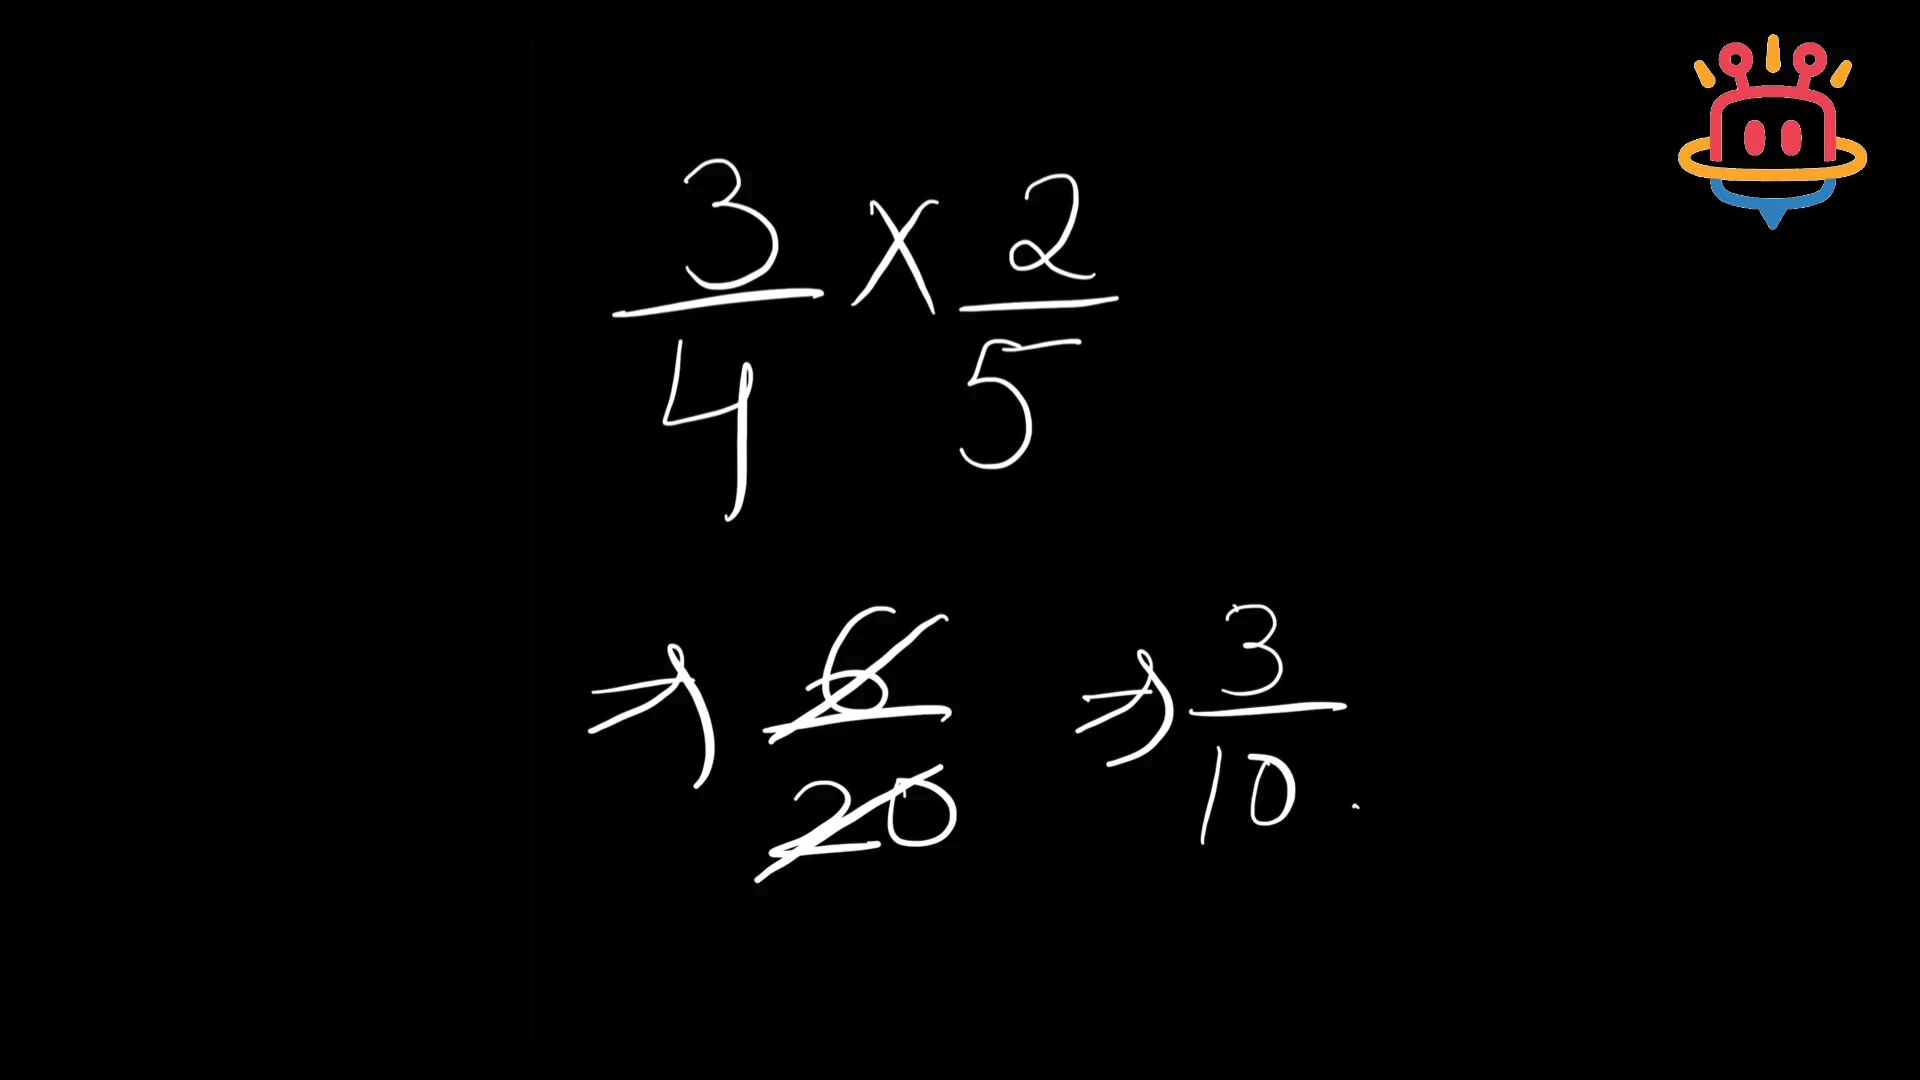 3/4 x 2/5
⇒ 6/20 ⇒ 3/10.